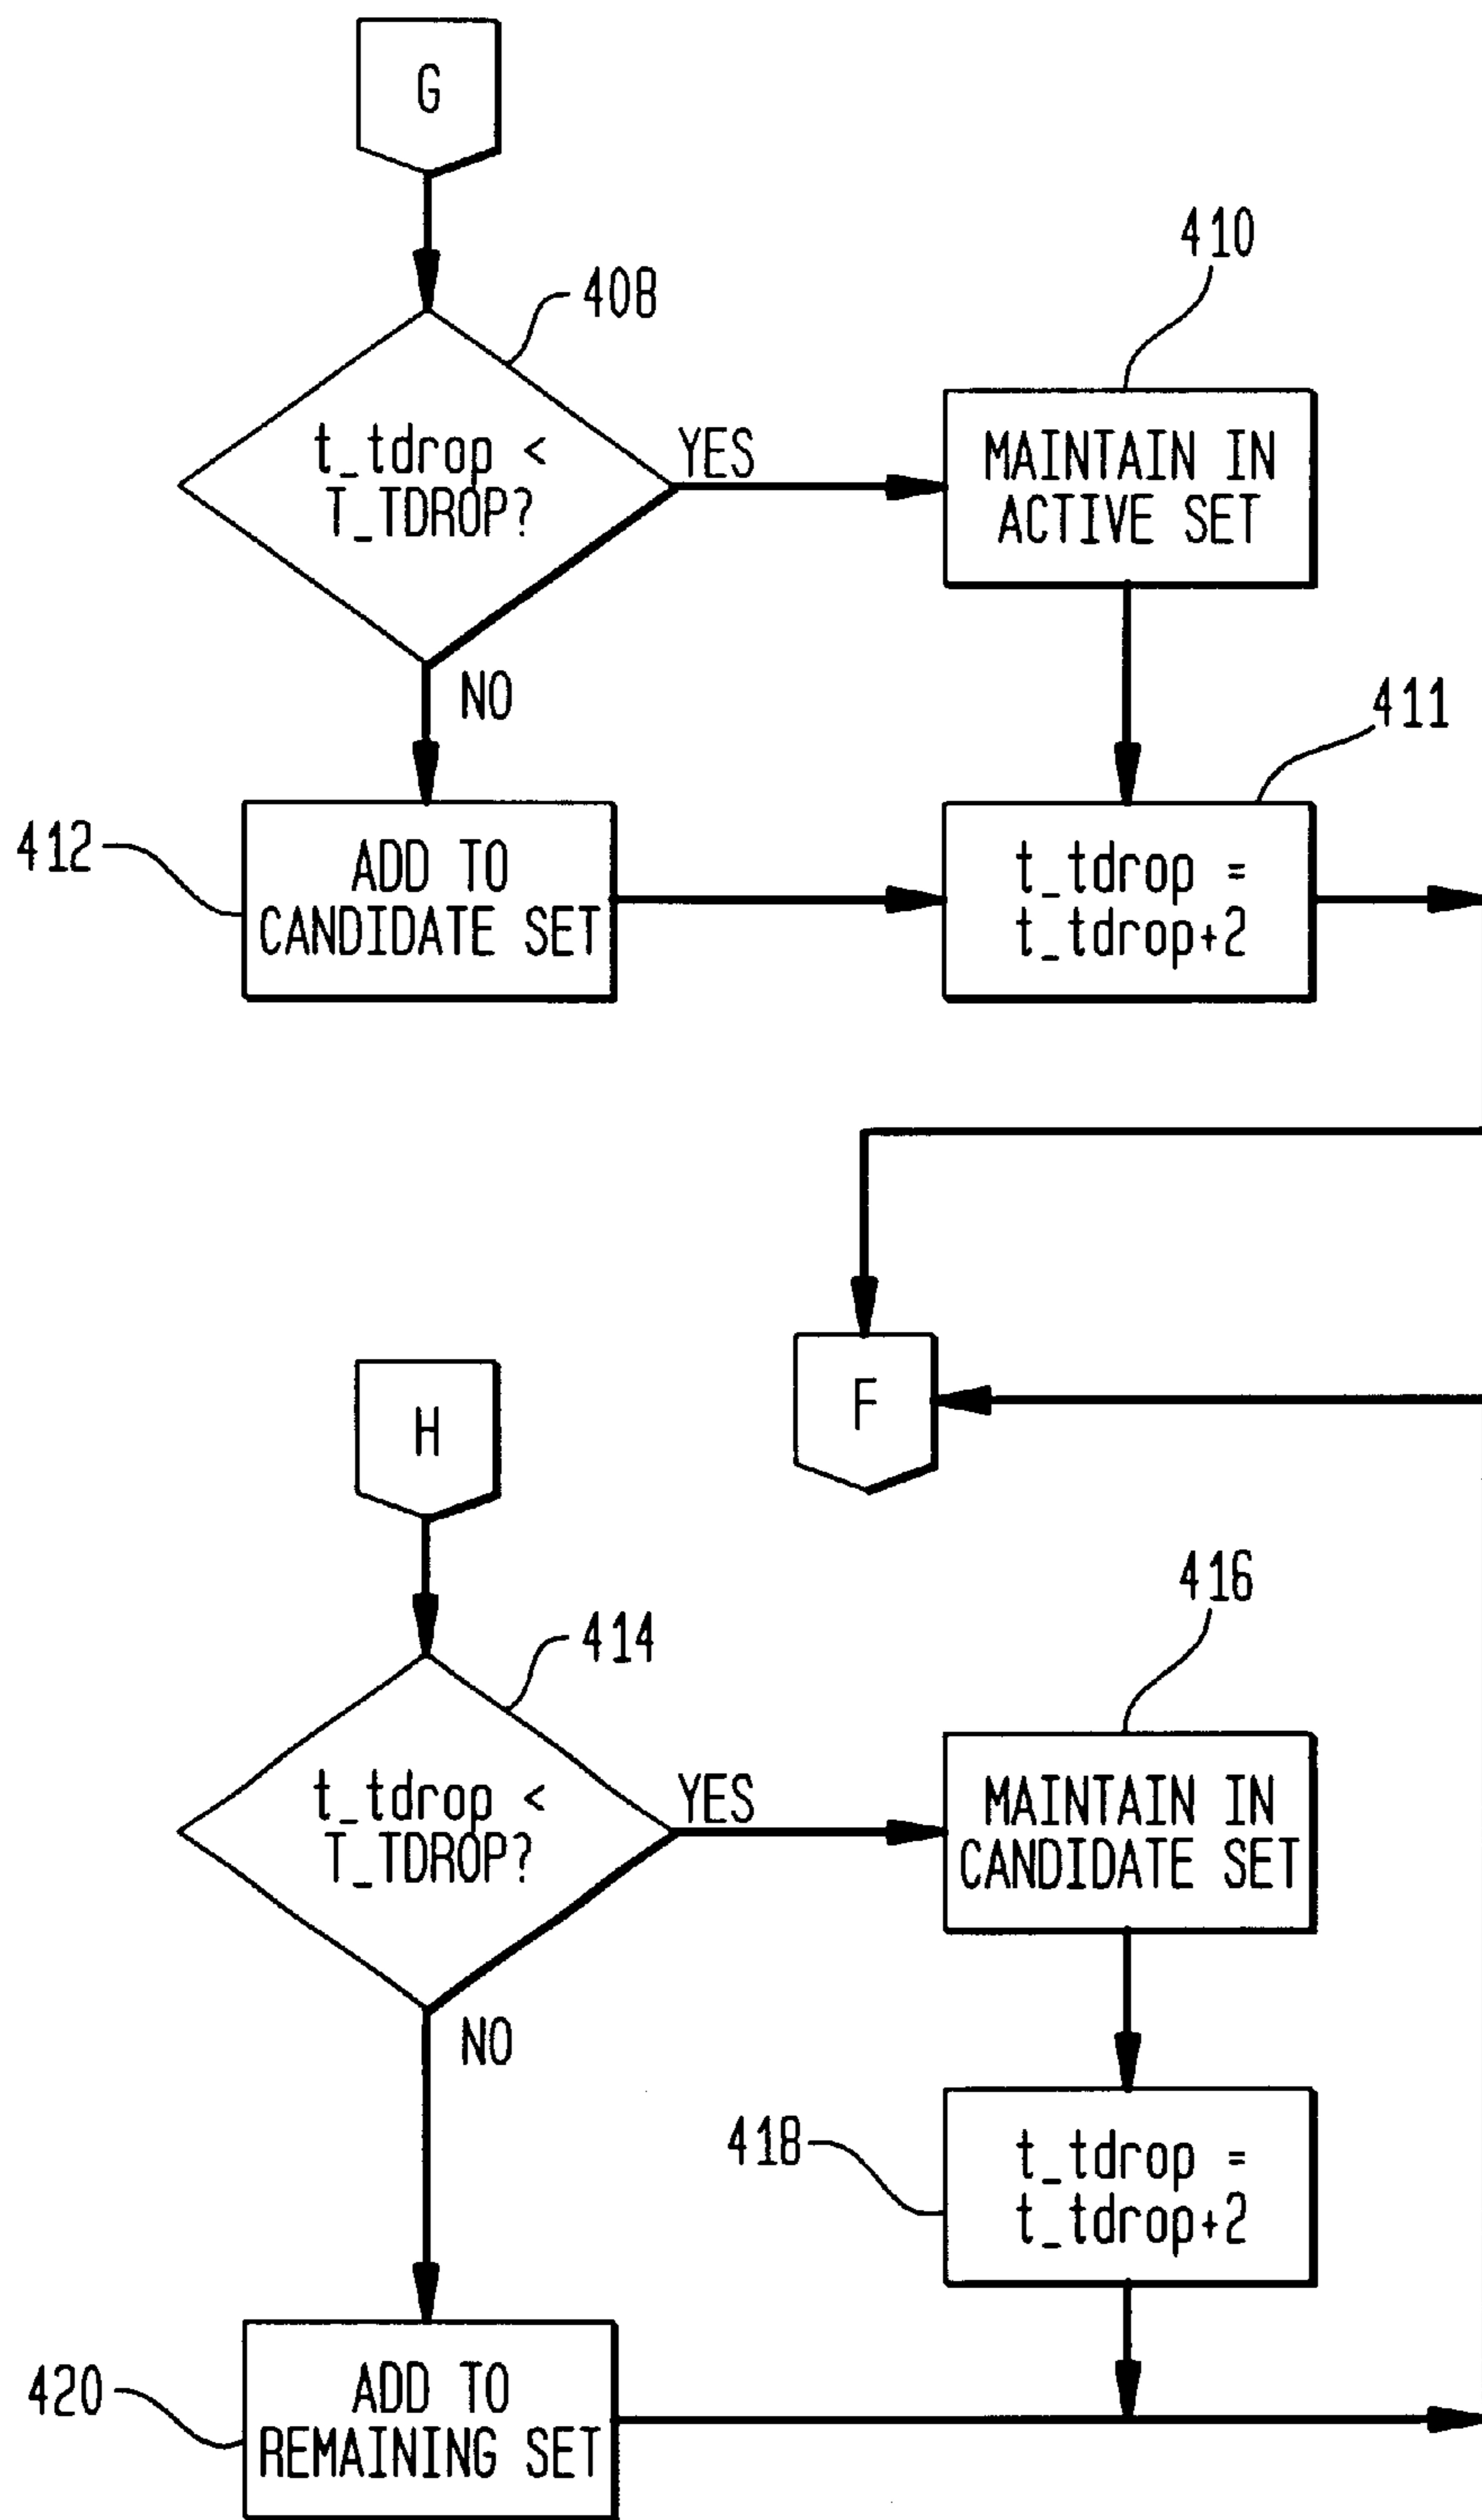 G
408
410
t_tdrop <
T_TDROP?
YES
MAINTAIN IN
ACTIVE SET
NO
411
412
ADD TO
CANDIDATE SET
t_tdrop =
t_tdrop+2
F
H
414
416
t_tdrop <
T_TDROP?
YES
MAINTAIN IN
CANDIDATE SET
NO
418
t_tdrop =
t_tdrop+2
420
ADD TO
REMAINING SET